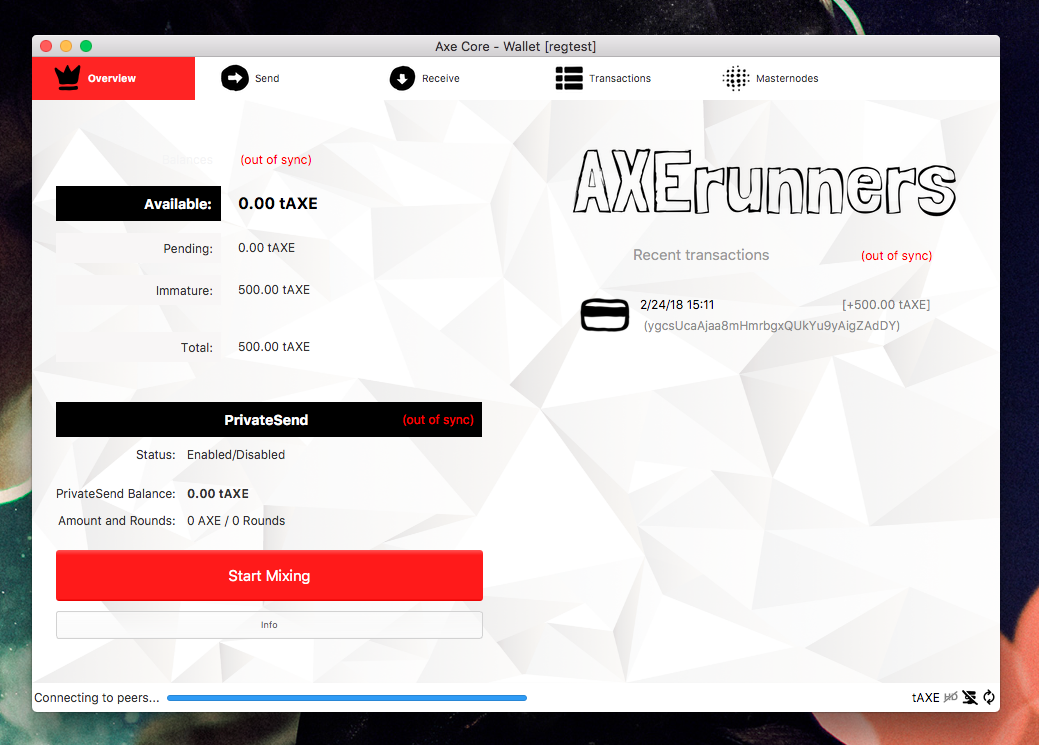 Axe Core - Wallet [regtest]
Overview
Send
Receive
Transactions
Masternodes
Balances (out of sync)
Available: 0.00 tAXE
Pending: 0.00 tAXE
Immature: 500.00 tAXE
Total: 500.00 tAXE
PrivateSend (out of sync)
Status: Enabled/Disabled
PrivateSend Balance: 0.00 tAXE
Amount and Rounds: 0 AXE / 0 Rounds
Start Mixing
Info
AXErunners
Recent transactions (out of sync)
2/24/18 15:11 [+500.00 tAXE]
(ygcsUcaAjaa8mHmrbgxQUkYu9yAigZAdDY)
Connecting to peers...
tAXE HD